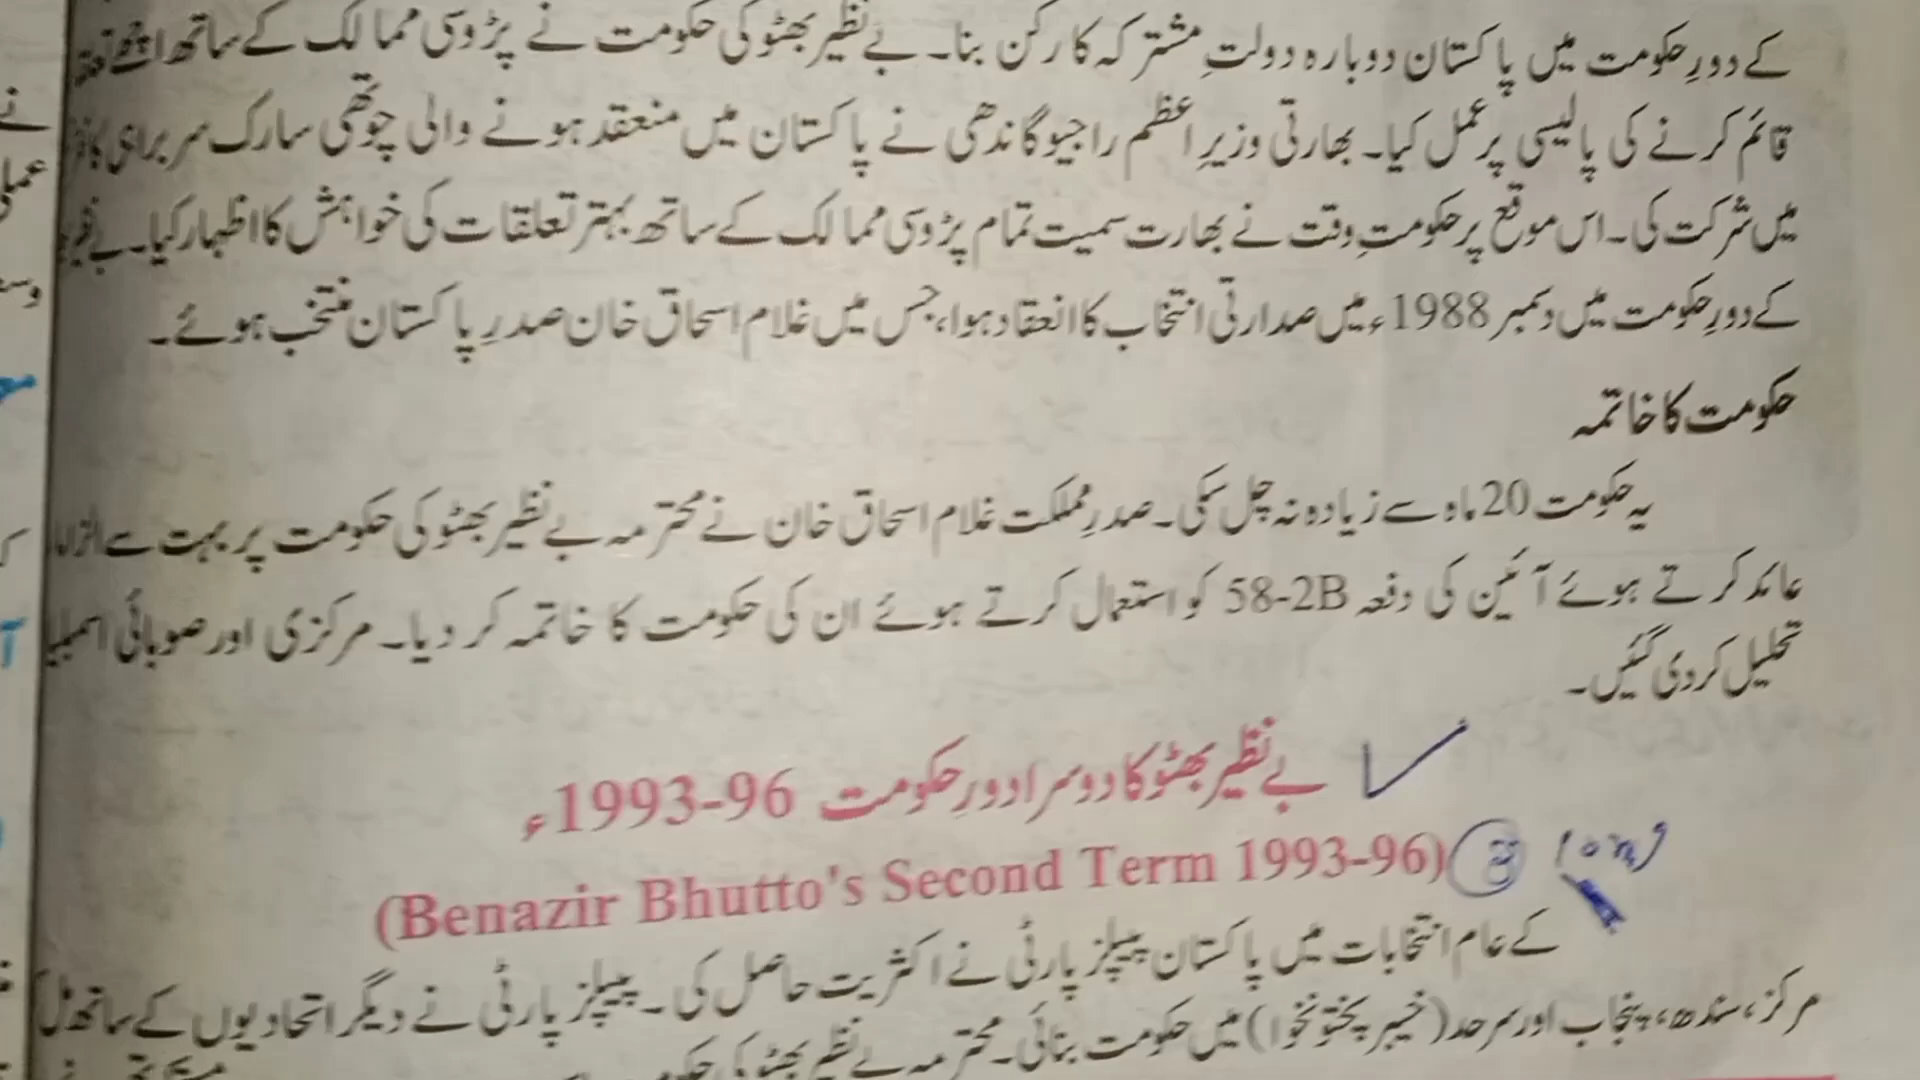 کے دورِ حکومت میں پاکستان دوبارہ دولتِ مشترکہ کا رکن بنا۔ بے نظیر بھٹو کی حکومت نے پڑوسی ممالک کے ساتھ اچھے
قائم کرنے کی پالیسی پر عمل کیا۔ بھارتی وزیرِ اعظم راجیو گاندھی نے پاکستان میں منعقد ہونے والی چوتھی سارک سربراہی
میں شرکت کی۔ اس موقع پر حکومتِ وقت نے بھارت سمیت تمام پڑوسی ممالک کے ساتھ بہتر تعلقات کی خواہش کا اظہار کیا۔
کے دورِ حکومت میں دسمبر 1988ء میں صدارتی انتخاب کا انعقاد ہوا، جس میں غلام اسحاق خان صدرِ پاکستان منتخب ہوئے۔
حکومت کا خاتمہ
یہ حکومت 20 ماہ سے زیادہ نہ چل سکی۔ صدرِ مملکت غلام اسحاق خان نے محترمہ بے نظیر بھٹو کی حکومت پر بہت سے
عائد کرتے ہوئے آئین کی دفعہ 58-2B کو استعمال کرتے ہوئے ان کی حکومت کا خاتمہ کر دیا۔ مرکزی اور صوبائی
تحلیل کر دی گئیں۔
بے نظیر بھٹو کا دوسرا دورِ حکومت 96-1993ء
(Benazir Bhutto's Second Term 1993-96)
کے عام انتخابات میں پاکستان پیپلز پارٹی نے اکثریت حاصل کی۔ پیپلز پارٹی نے دیگر اتحادیوں کے ساتھ مل
مرکز، سندھ، پنجاب اور سرحد (خیبر پختونخوا) میں حکومت بنائی۔ محترمہ بے نظیر بھٹو کی